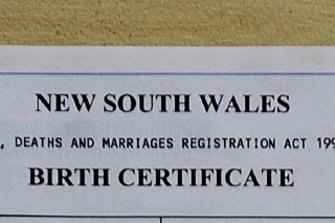 NEW SOUTH WALES
, DEATHS AND MARRIAGES REGISTRATION ACT 199
BIRTH CERTIFICATE